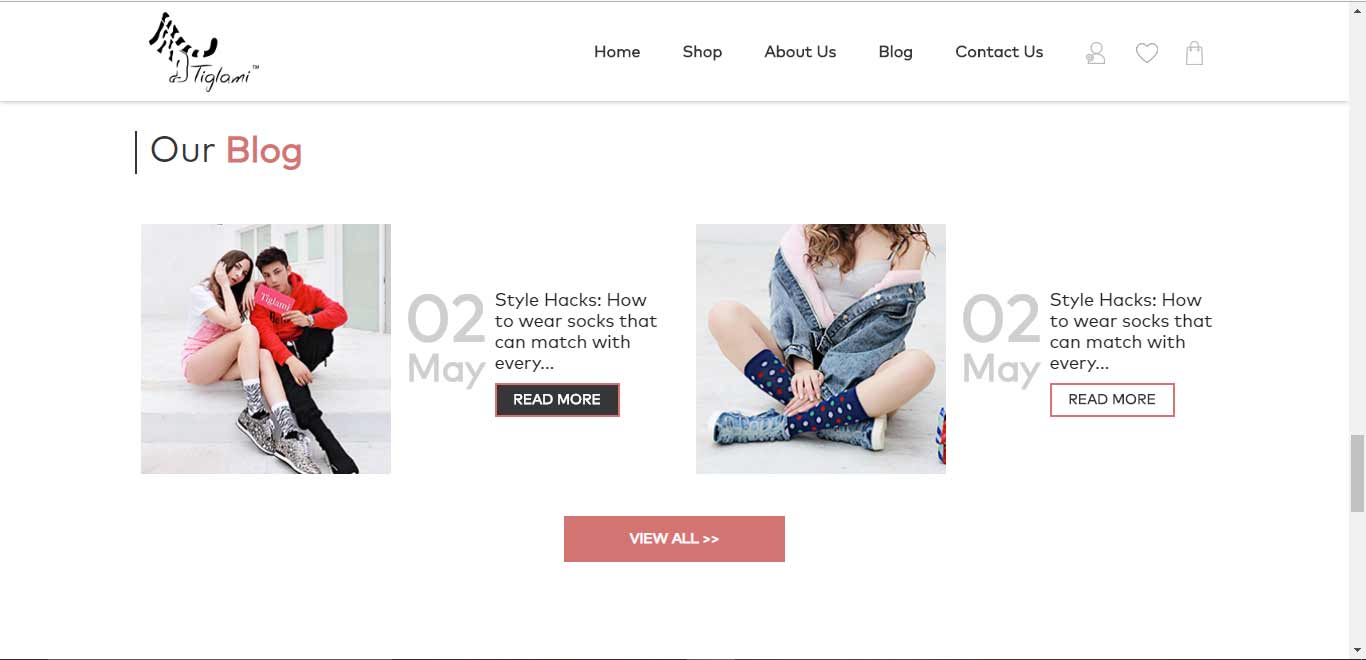 Tiglami™
Home Shop About Us Blog Contact Us
Our Blog
Tiglami
02
May
Style Hacks: How
to wear socks that
can match with
every...
READ MORE
02
May
Style Hacks: How
to wear socks that
can match with
every...
READ MORE
VIEW ALL >>